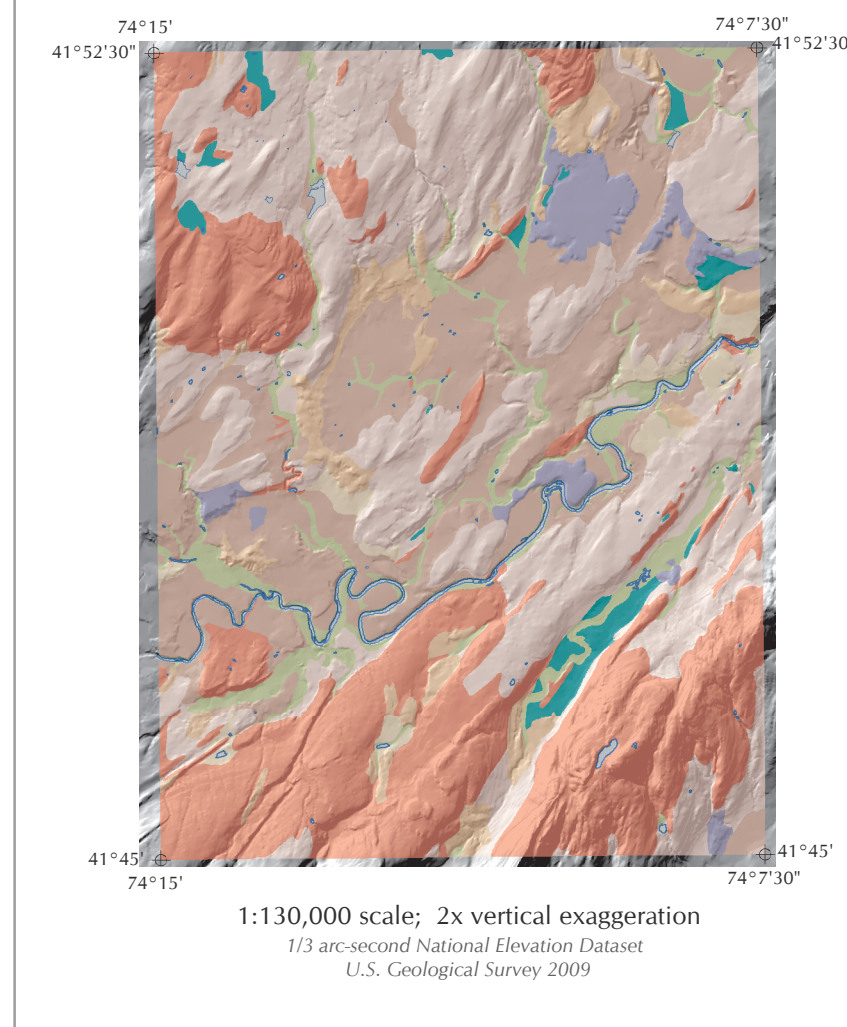 74°15'
74°7'30"
41°52'30"
41°52'30"
41°45'
41°45'
74°15'
74°7'30"
1:130,000 scale; 2x vertical exaggeration
1/3 arc-second National Elevation Dataset
U.S. Geological Survey 2009